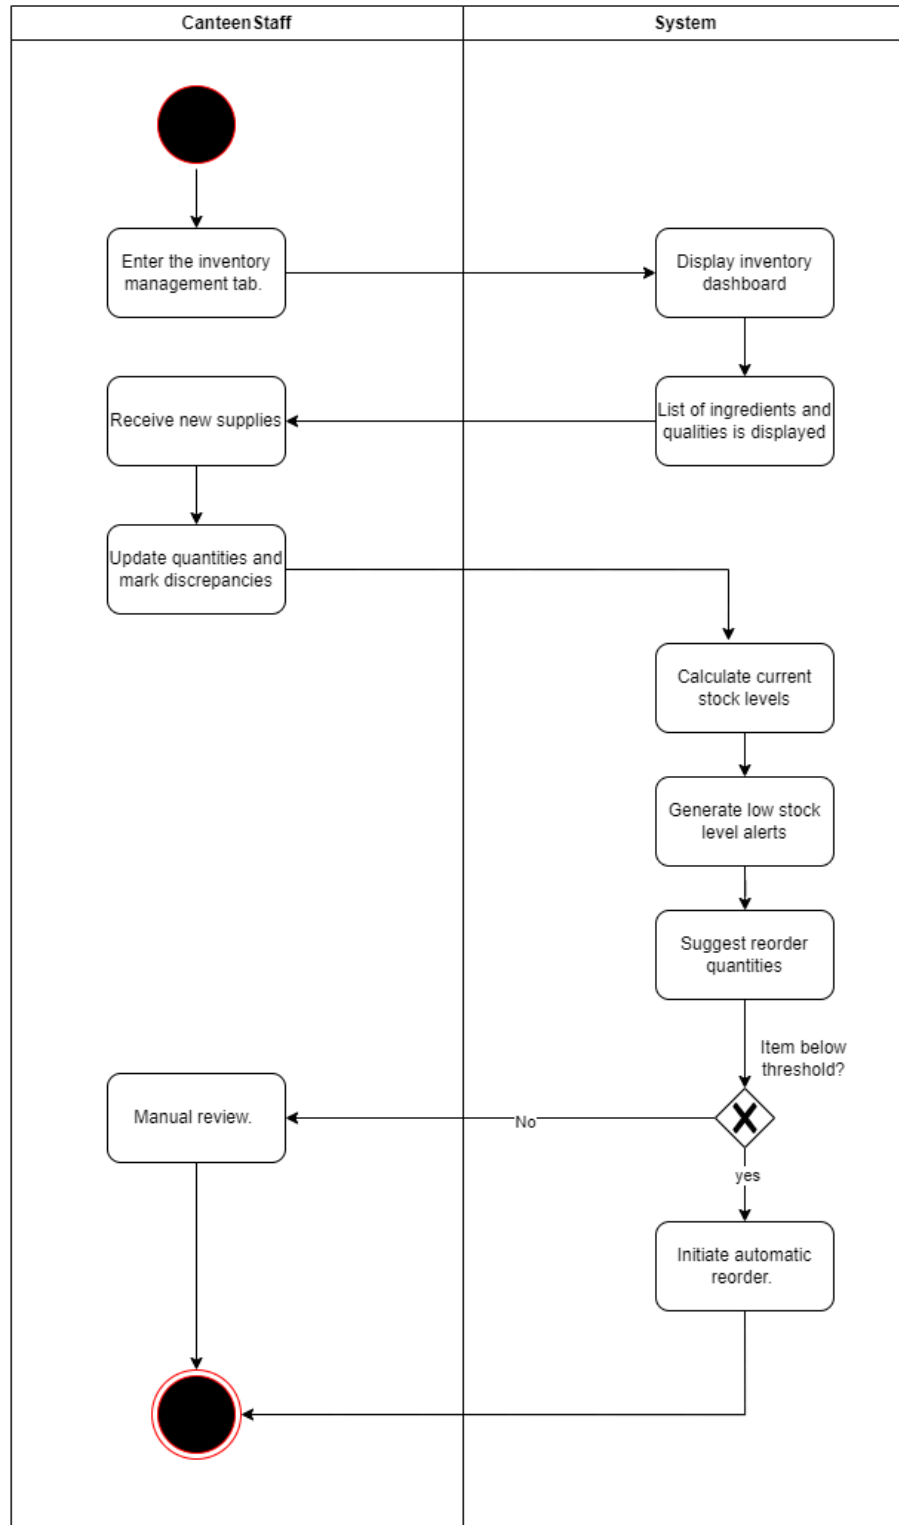 Canteen Staff
System
Enter the inventory
management tab.
Display inventory
dashboard
Receive new supplies
List of ingredients and
qualities is displayed
Update quantities and
mark discrepancies
Calculate current
stock levels
Generate low stock
level alerts
Suggest reorder
quantities
Item below
threshold?
Manual review.
No
yes
Initiate automatic
reorder.